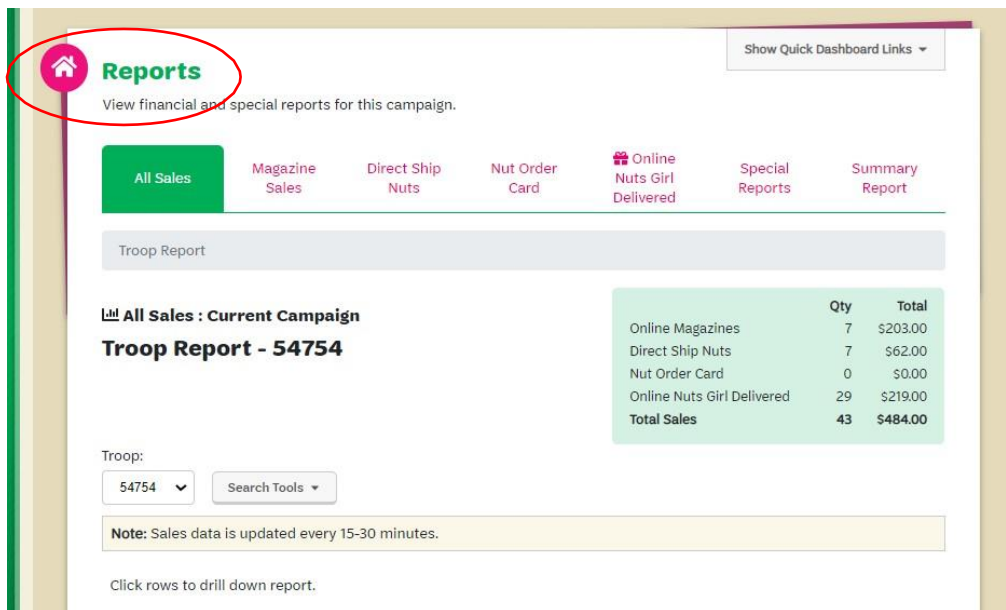 Show Quick Dashboard Links
Reports
View financial and special reports for this campaign.
All Sales
Magazine Sales
Direct Ship Nuts
Nut Order Card
Online Nuts Girl Delivered
Special Reports
Summary Report
Troop Report
All Sales : Current Campaign
Troop Report - 54754
Qty Total
Online Magazines 7 $203.00
Direct Ship Nuts 7 $62.00
Nut Order Card 0 $0.00
Online Nuts Girl Delivered 29 $219.00
Total Sales 43 $484.00
Troop:
54754
Search Tools
Note: Sales data is updated every 15-30 minutes.
Click rows to drill down report.